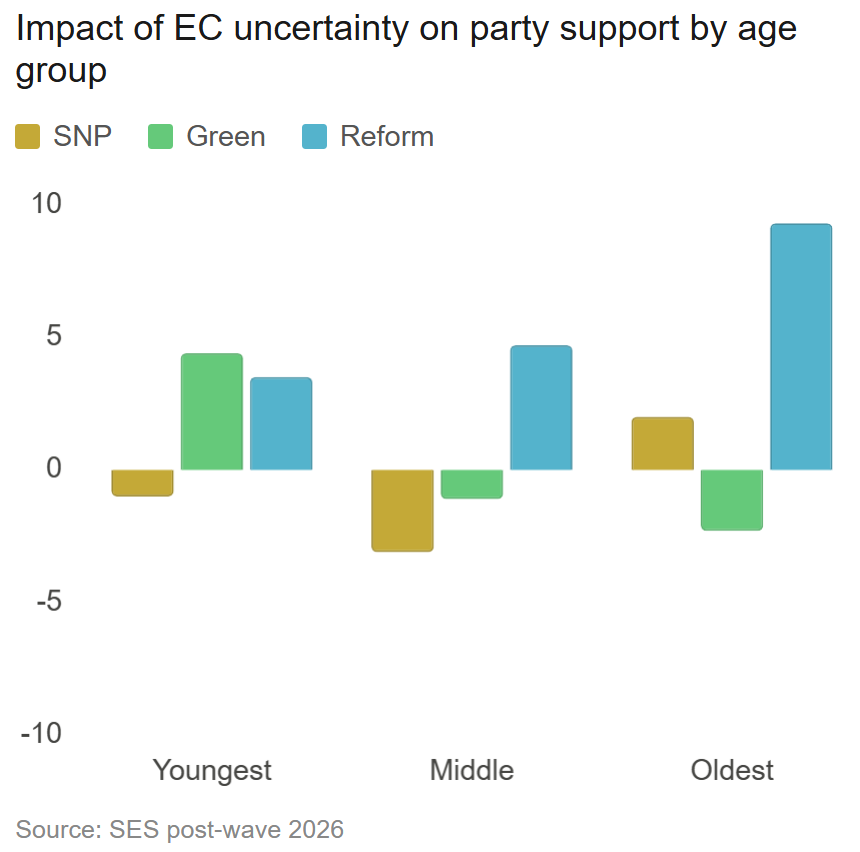 Impact of EC uncertainty on party support by age
group
SNP Green Reform
10
5
0
-5
-10
Youngest Middle Oldest
Source: SES post-wave 2026